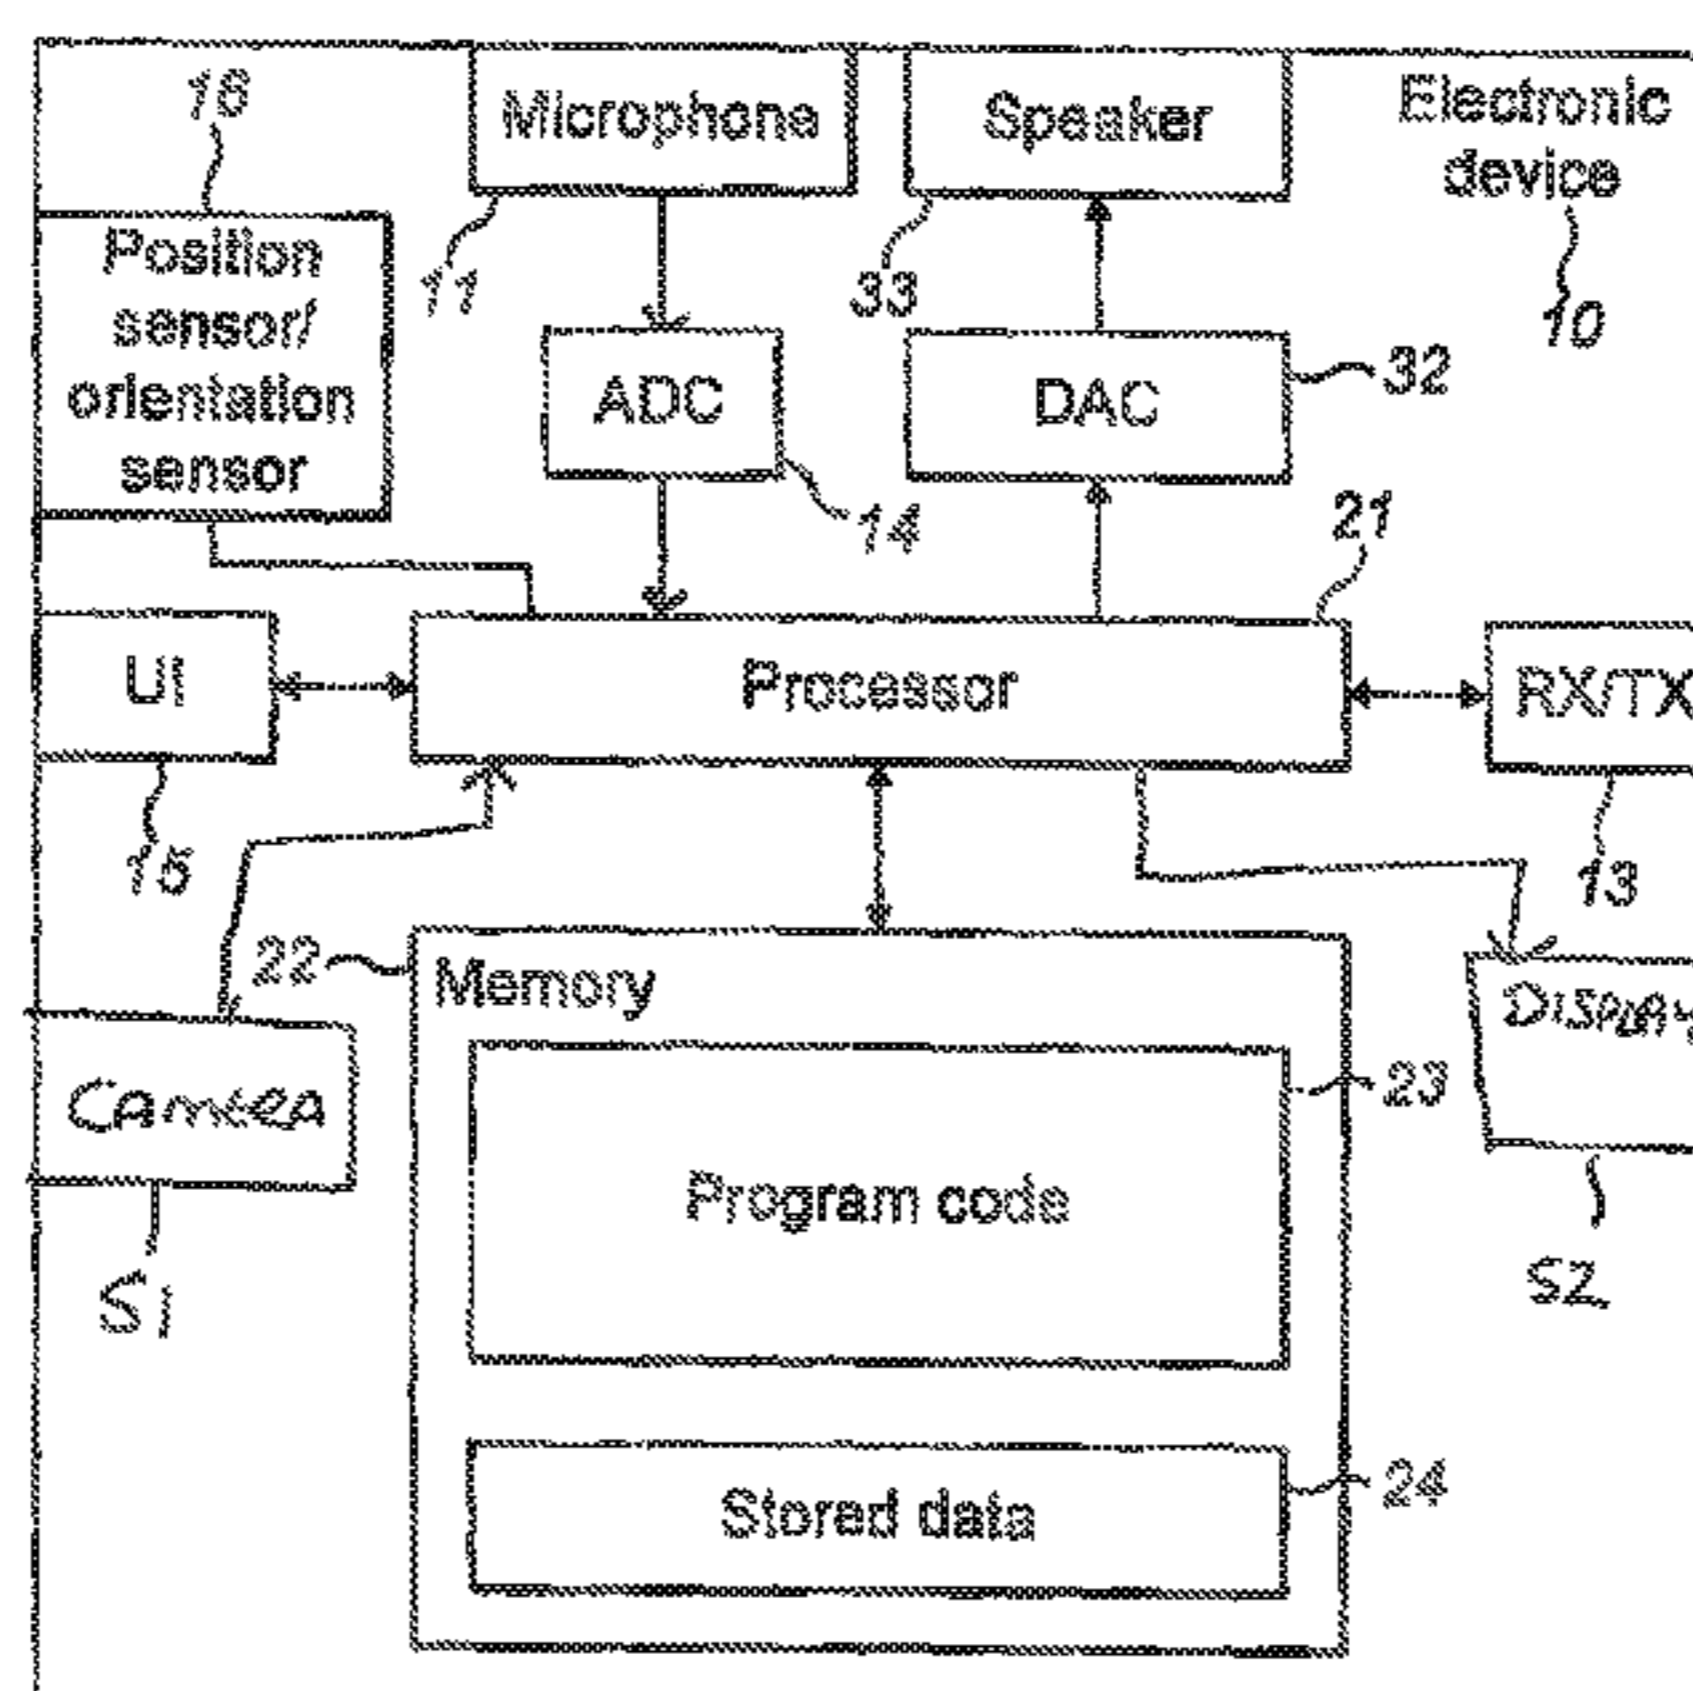 16
Microphone
Speaker
Electronic
device
10
Position
sensor/
orientation
sensor
11
33
ADC
DAC
32
14
21
UI
Processor
RX/TX
15
13
22
Memory
DISPLAY
CAMERA
23
Program code
S1
S2
Stored data
24